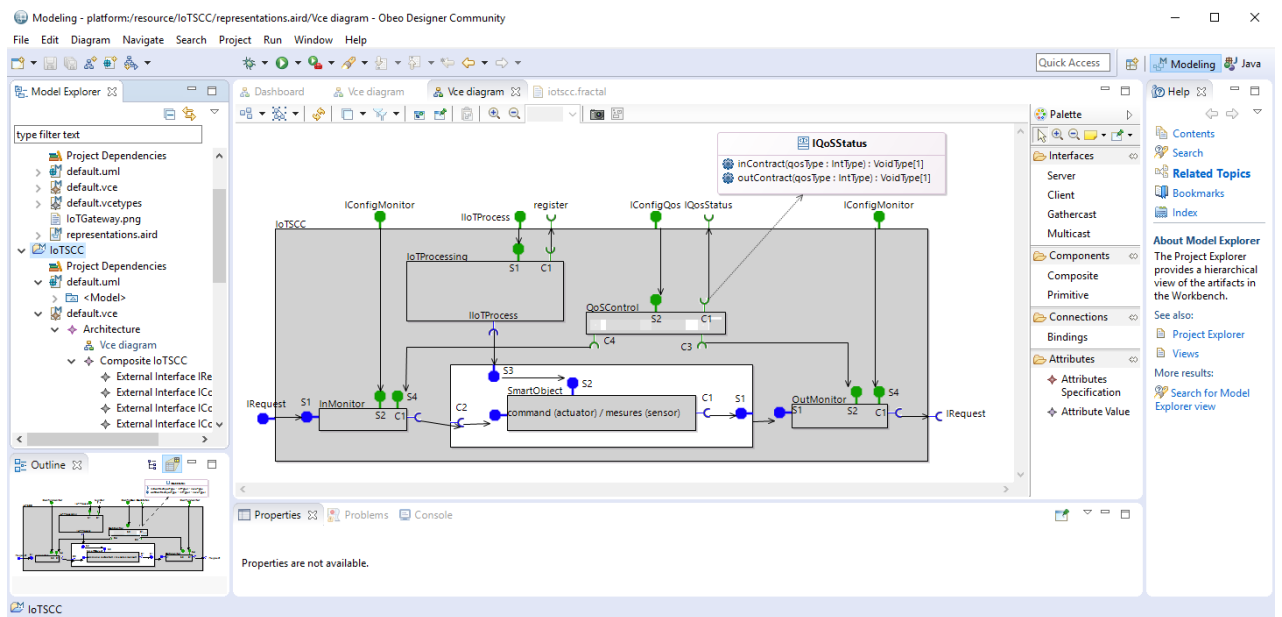 Modeling - platform:/resource/IoTSCC/representations.aird/Vce diagram - Obeo Designer Community
File Edit Diagram Navigate Search Project Run Window Help
Quick Access
Modeling
Java
Model Explorer
type filter text
Project Dependencies
default.uml
default.vce
default.vcetypes
IoTGateway.png
representations.aird
IoTSCC
Project Dependencies
default.uml
<Model>
default.vce
Architecture
Vce diagram
Composite IoTSCC
External Interface IRe
External Interface ICc
External Interface ICc
External Interface ICc
Outline
Dashboard
Vce diagram
Vce diagram
iotscc.fractal
IQoSStatus
inContract(qosType : IntType) : VoidType[1]
outContract(qosType : IntType) : VoidType[1]
IConfigMonitor
IIoTProcess
register
IConfigQos
IQosStatus
IConfigMonitor
IoTSCC
IoTProcessing
S1
C1
IIoTProcess
QoSControl
S2
C1
C4
C3
S3
S2
SmartObject
IRequest
S1
InMonitor
S4
S2
C1
C2
command (actuator) / mesures (sensor)
C1
S1
OutMonitor
S1
S2
C1
S4
IRequest
Palette
Interfaces
Server
Client
Gathercast
Multicast
Components
Composite
Primitive
Connections
Bindings
Attributes
Attributes
Specification
Attribute Value
Help
Contents
Search
Related Topics
Bookmarks
Index
About Model Explorer
The Project Explorer
provides a hierarchical
view of the artifacts in
the Workbench.
See also:
Project Explorer
Views
More results:
Search for Model
Explorer view
Properties
Problems
Console
Properties are not available.
IoTSCC